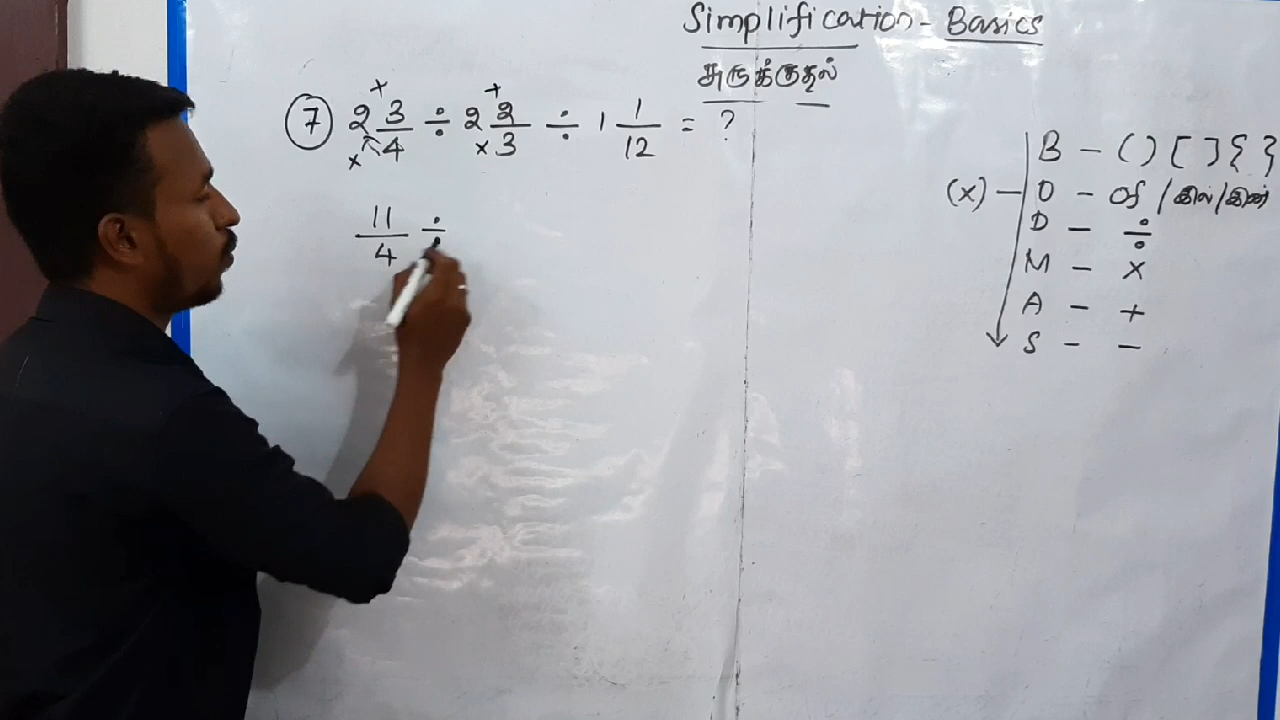 Simplification - Basics
சுருக்குதல்
7 2 3/4 ÷ 2 2/3 ÷ 1 1/12 = ?
+ +
× ×
11/4 ÷
B - ( ) [ ] { }
(×) - O - of / இல் / இன்
D - ÷
M - ×
A - +
S - -